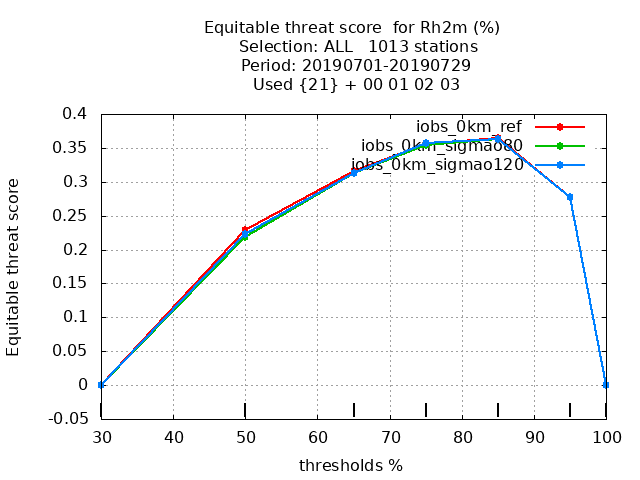 Equitable threat score  for Rh2m (%)
Selection: ALL   1013 stations
Period: 20190701-20190729
Used {21} + 00 01 02 03
iobs_0km_ref
iobs_0km_sigmao80
iobs_0km_sigmao120
Equitable threat score
0.4
0.35
0.3
0.25
0.2
0.15
0.1
0.05
0
-0.05
30 40 50 60 70 80 90 100
thresholds %